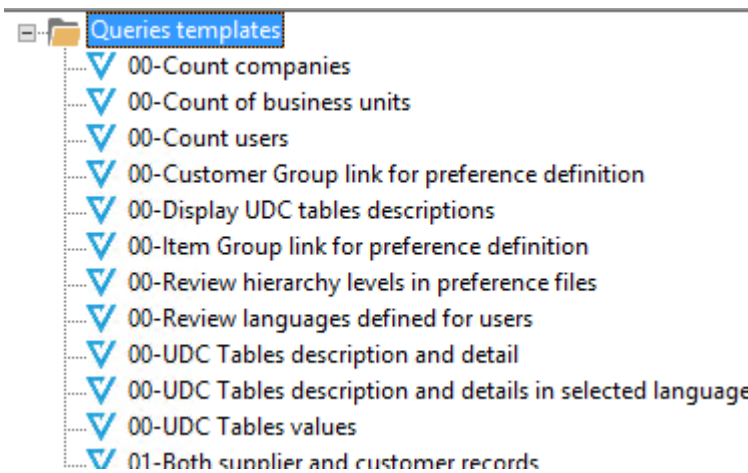 Queries templates
00-Count companies
00-Count of business units
00-Count users
00-Customer Group link for preference definition
00-Display UDC tables descriptions
00-Item Group link for preference definition
00-Review hierarchy levels in preference files
00-Review languages defined for users
00-UDC Tables description and detail
00-UDC Tables description and details in selected language
00-UDC Tables values
01-Both supplier and customer records